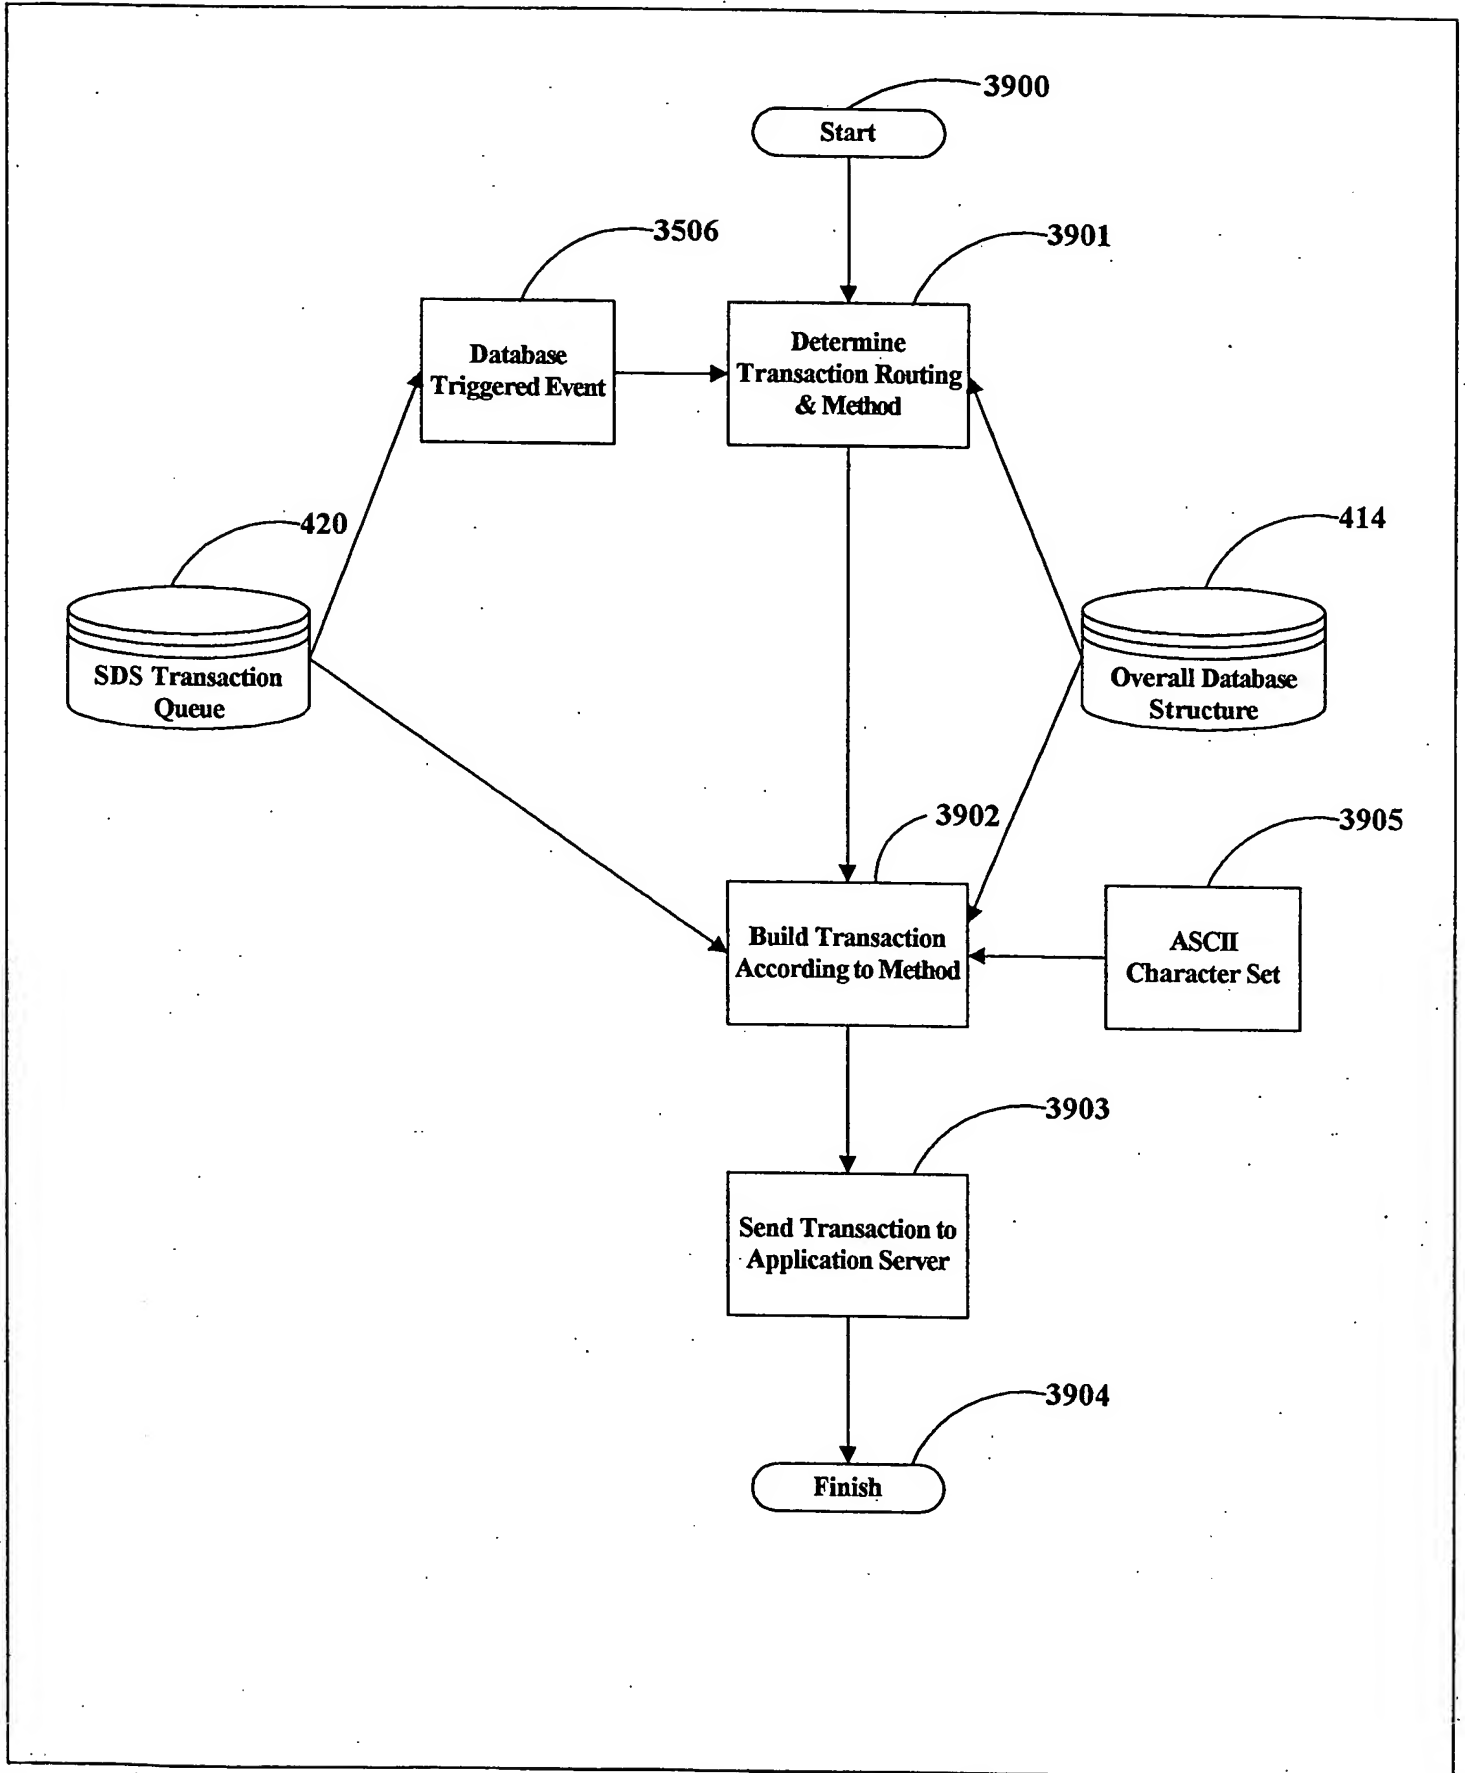 3900
Start
3506
3901
Database
Triggered Event
Determine
Transaction Routing
& Method
420
414
SDS Transaction
Queue
Overall Database
Structure
3902
3905
Build Transaction
According to Method
ASCII
Character Set
3903
Send Transaction to
Application Server
3904
Finish